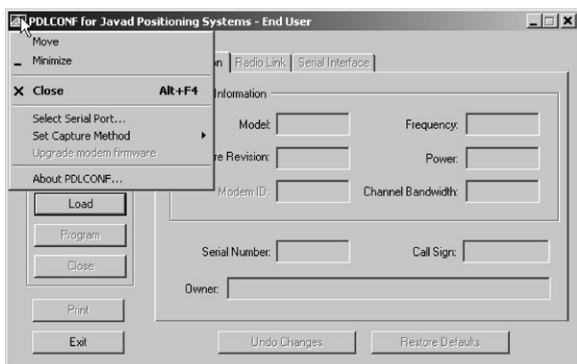 PDLCONF for Javad Positioning Systems - End User
Move
Minimize
Close Alt+F4
Select Serial Port...
Set Capture Method
Upgrade modem firmware
About PDLCONF...
Radio Link
Serial Interface
Information
Model:
Frequency:
re Revision:
Power:
Modem ID:
Channel Bandwidth:
Load
Program
Close
Serial Number:
Call Sign:
Owner:
Print
Exit
Undo Changes
Restore Defaults